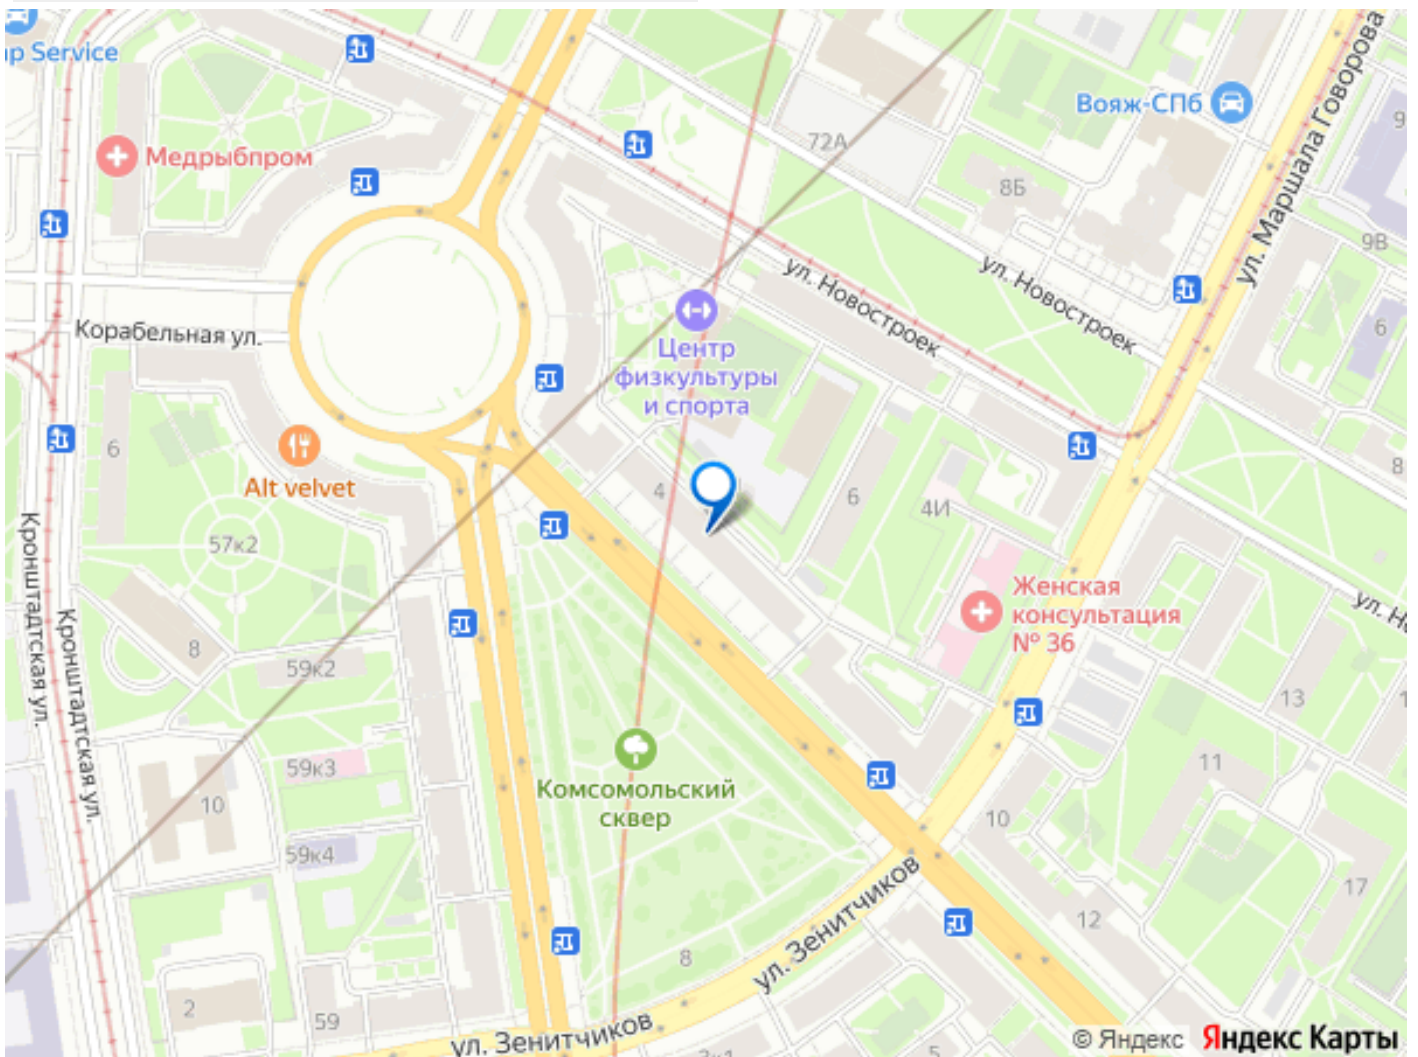 ap Service
Медрыбпром
Вояж-СПб
72А
8Б
9
9В
ул. Маршала Говорова
ул. Новостроек
ул. Новостроек
Корабельная ул.
Центр
физкультуры
и спорта
6
6
Alt velvet
4
6
4И
8
57к2
Кронштадтская ул.
Кронштадтская ул.
Женская
консультация
№ 36
ул. Но
8
59к2
13
59к3
10
Комсомольский
сквер
11
10
59к4
17
12
ул. Зенитчиков
8
2
59
ул. Зенитчиков
3к1
5
© Яндекс Яндекс Карты